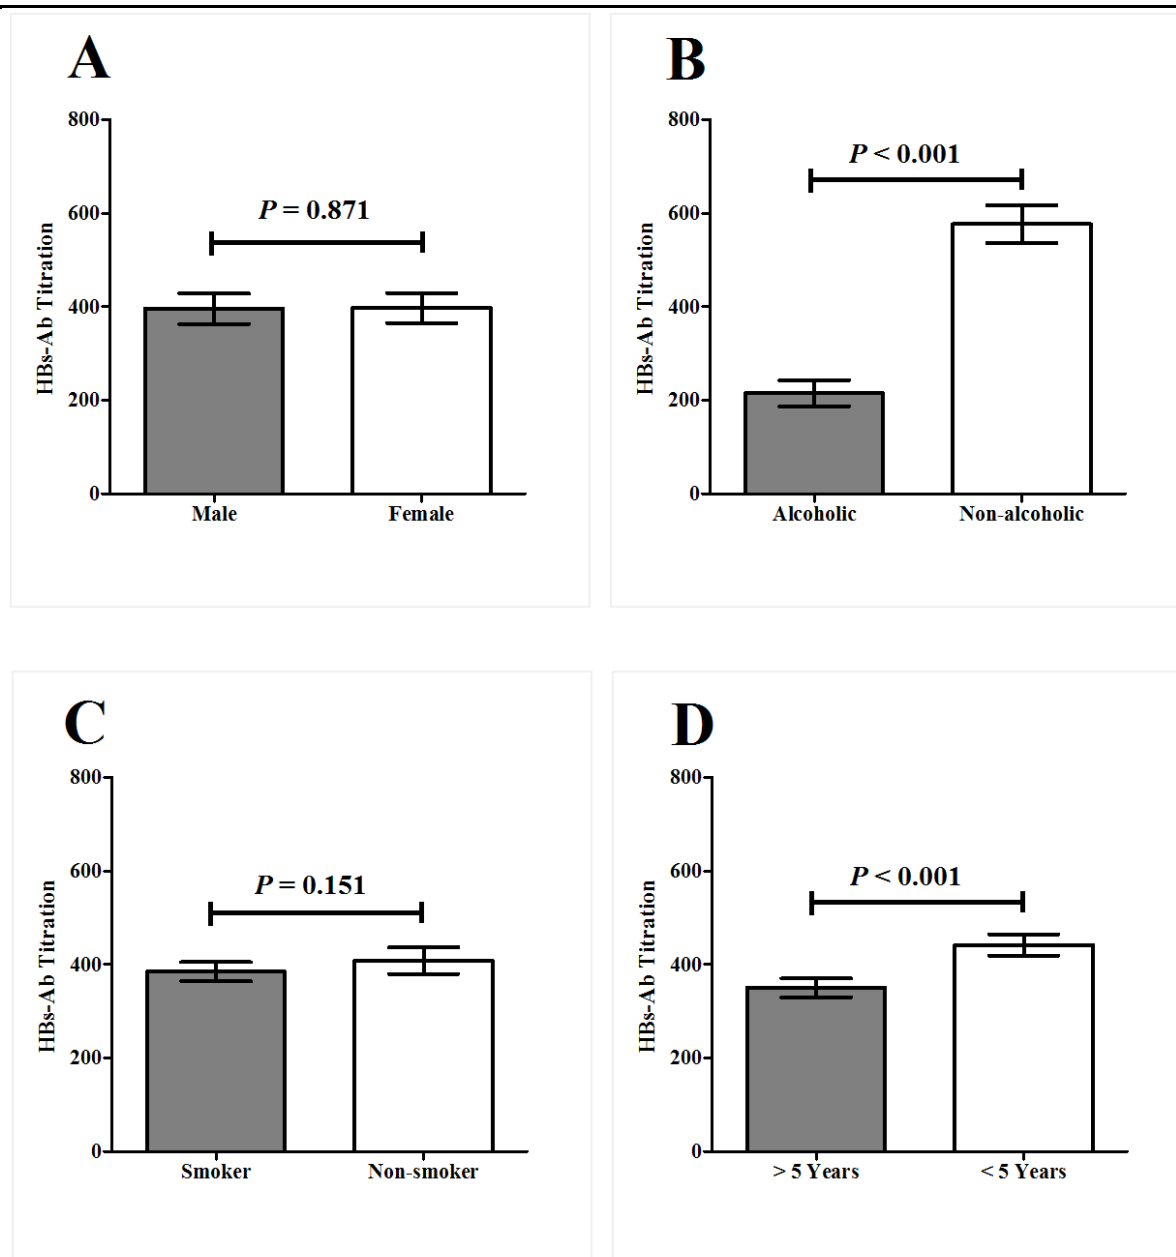 A
HBs-Ab Titration
800
600
400
200
0
P = 0.871
Male
Female
B
HBs-Ab Titration
800
600
400
200
0
P < 0.001
Alcoholic
Non-alcoholic
C
HBs-Ab Titration
800
600
400
200
0
P = 0.151
Smoker
Non-smoker
D
HBs-Ab Titration
800
600
400
200
0
P < 0.001
> 5 Years
< 5 Years